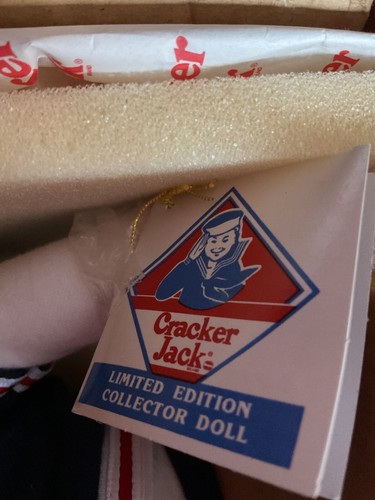 Cracker
Jack®
LIMITED EDITION
COLLECTOR DOLL